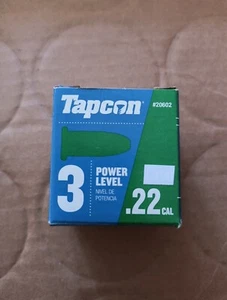 Tapcon
#20602
3
POWER
LEVEL
NIVEL DE
POTENCIA
.22 CAL